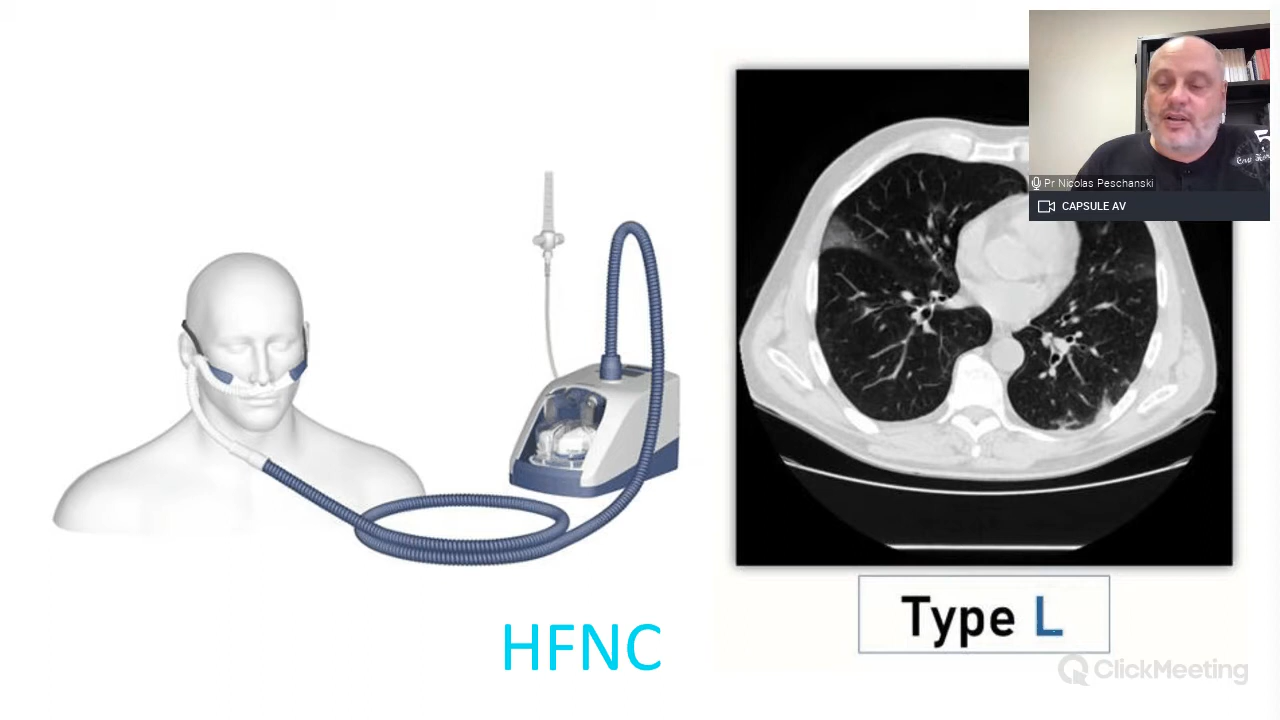 Pr Nicolas Peschanski
CAPSULE AV
HFNC
Type L
ClickMeeting